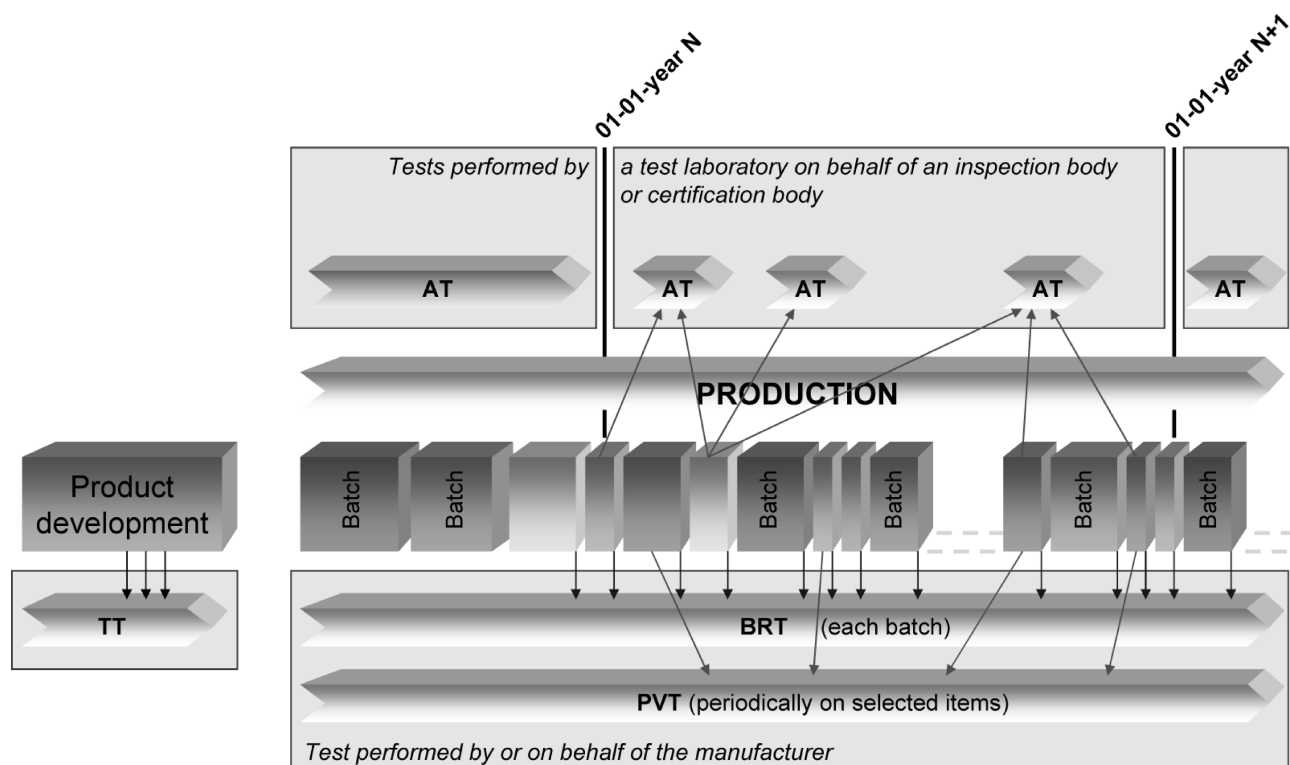 01-01-year N
01-01-year N+1
Tests performed by
a test laboratory on behalf of an inspection body
or certification body
AT
AT
AT
AT
AT
PRODUCTION
Product
development
Batch
Batch
Batch
Batch
Batch
Batch
TT
BRT (each batch)
PVT (periodically on selected items)
Test performed by or on behalf of the manufacturer